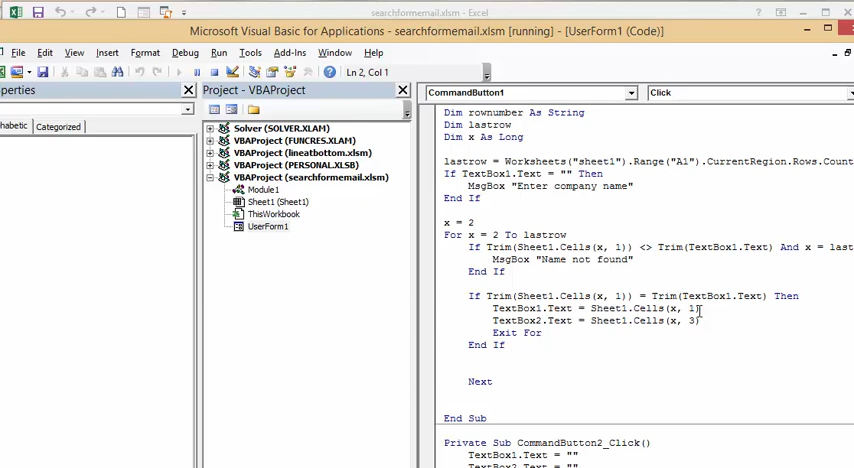 searchformemail.xlsm - Excel
Microsoft Visual Basic for Applications - searchformemail.xlsm [running] - [UserForm1 (Code)]
File Edit View Insert Format Debug Run Tools Add-Ins Window Help
Ln 2, Col 1
operties
Project - VBAProject
habetic Categorized
Solver (SOLVER.XLAM)
VBAProject (FUNCRES.XLAM)
VBAProject (lineatbottom.xlsm)
VBAProject (PERSONAL.XLSB)
VBAProject (searchformemail.xlsm)
Module1
Sheet1 (Sheet1)
ThisWorkbook
UserForm1
CommandButton1 Click
Dim rownumber As String
Dim lastrow
Dim x As Long
lastrow = Worksheets("sheet1").Range("A1").CurrentRegion.Rows.Count
If TextBox1.Text = "" Then
MsgBox "Enter company name"
End If
x = 2
For x = 2 To lastrow
If Trim(Sheet1.Cells(x, 1)) <> Trim(TextBox1.Text) And x = last
MsgBox "Name not found"
End If
If Trim(Sheet1.Cells(x, 1)) = Trim(TextBox1.Text) Then
TextBox1.Text = Sheet1.Cells(x, 1)
TextBox2.Text = Sheet1.Cells(x, 3)
Exit For
End If
Next
End Sub
Private Sub CommandButton2_Click()
TextBox1.Text = ""
TextBox2.Text = ""